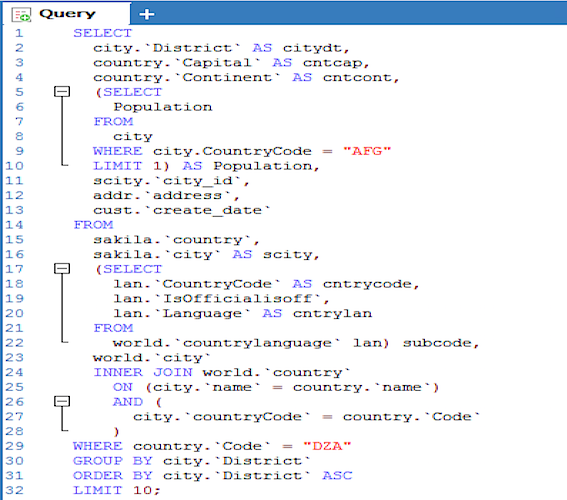 Query
1 SELECT
2 city.`District` AS citydt,
3 country.`Capital` AS cntcap,
4 country.`Continent` AS cntcont,
5 (SELECT
6 Population
7 FROM
8 city
9 WHERE city.CountryCode = "AFG"
10 LIMIT 1) AS Population,
11 scity.`city_id`,
12 addr.`address`,
13 cust.`create_date`
14 FROM
15 sakila.`country`,
16 sakila.`city` AS scity,
17 (SELECT
18 lan.`CountryCode` AS cntrycode,
19 lan.`IsOfficialisoff`,
20 lan.`Language` AS cntrylan
21 FROM
22 world.`countrylanguage` lan) subcode,
23 world.`city`
24 INNER JOIN world.`country`
25 ON (city.`name` = country.`name`)
26 AND (
27 city.`countryCode` = country.`Code`
28 )
29 WHERE country.`Code` = "DZA"
30 GROUP BY city.`District`
31 ORDER BY city.`District` ASC
32 LIMIT 10;